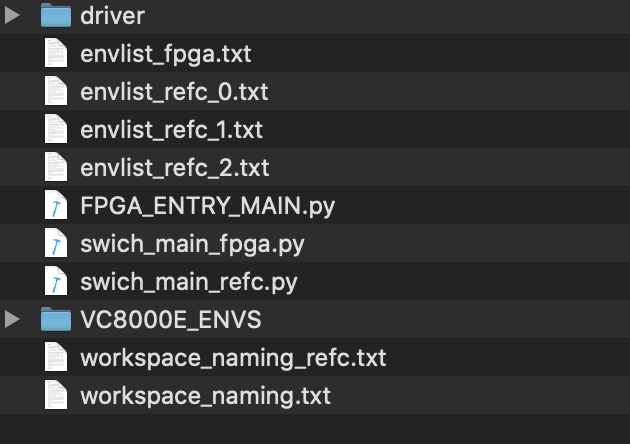 driver
envlist_fpga.txt
envlist_refc_0.txt
envlist_refc_1.txt
envlist_refc_2.txt
FPGA_ENTRY_MAIN.py
swich_main_fpga.py
swich_main_refc.py
VC8000E_ENVS
workspace_naming_refc.txt
workspace_naming.txt